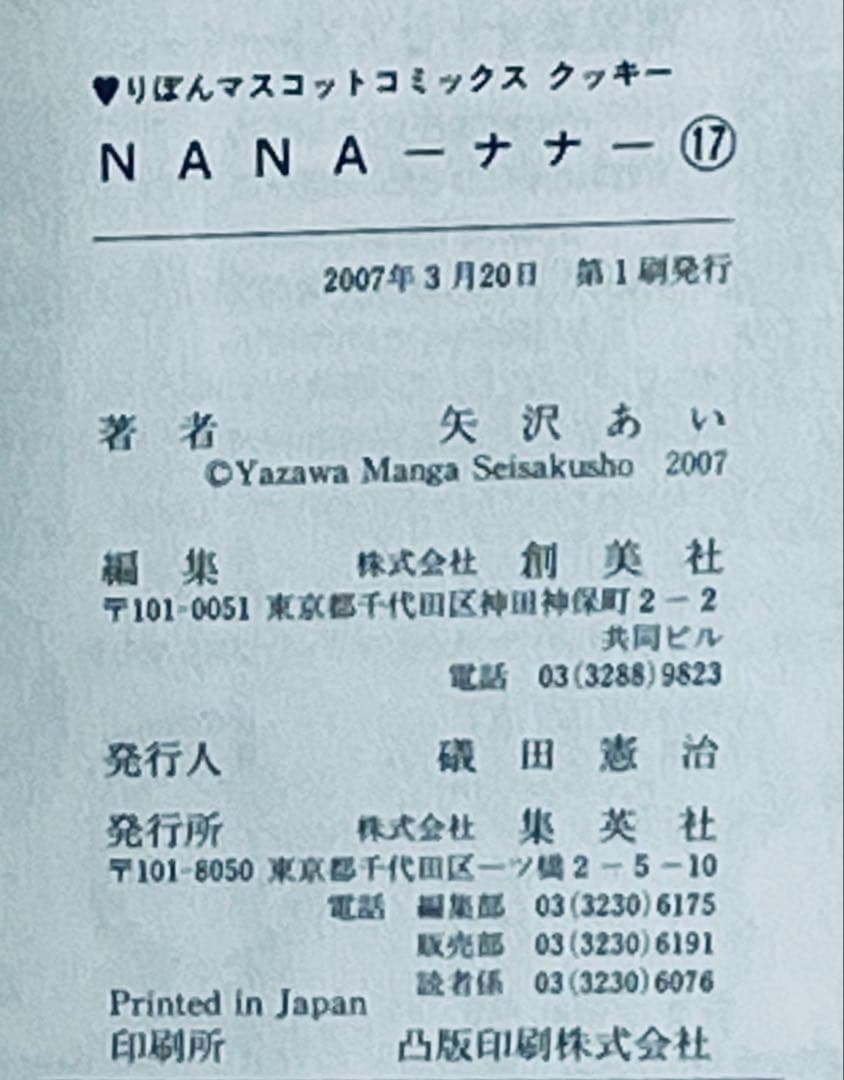 ♥りぼんマスコットコミックス クッキー
NANA－ナナ－⑰
2007年3月20日　第1刷発行
著者　矢沢あい
©Yazawa Manga Seisakusho 2007
編集　株式会社 創美社
〒101-0051 東京都千代田区神田神保町2－2
共同ビル
電話　03(3288)9823
発行人　礒田憲治
発行所　株式会社 集英社
〒101-8050 東京都千代田区一ツ橋2－5－10
電話　編集部　03(3230)6175
販売部　03(3230)6191
読者係　03(3230)6076
Printed in Japan
印刷所　凸版印刷株式会社